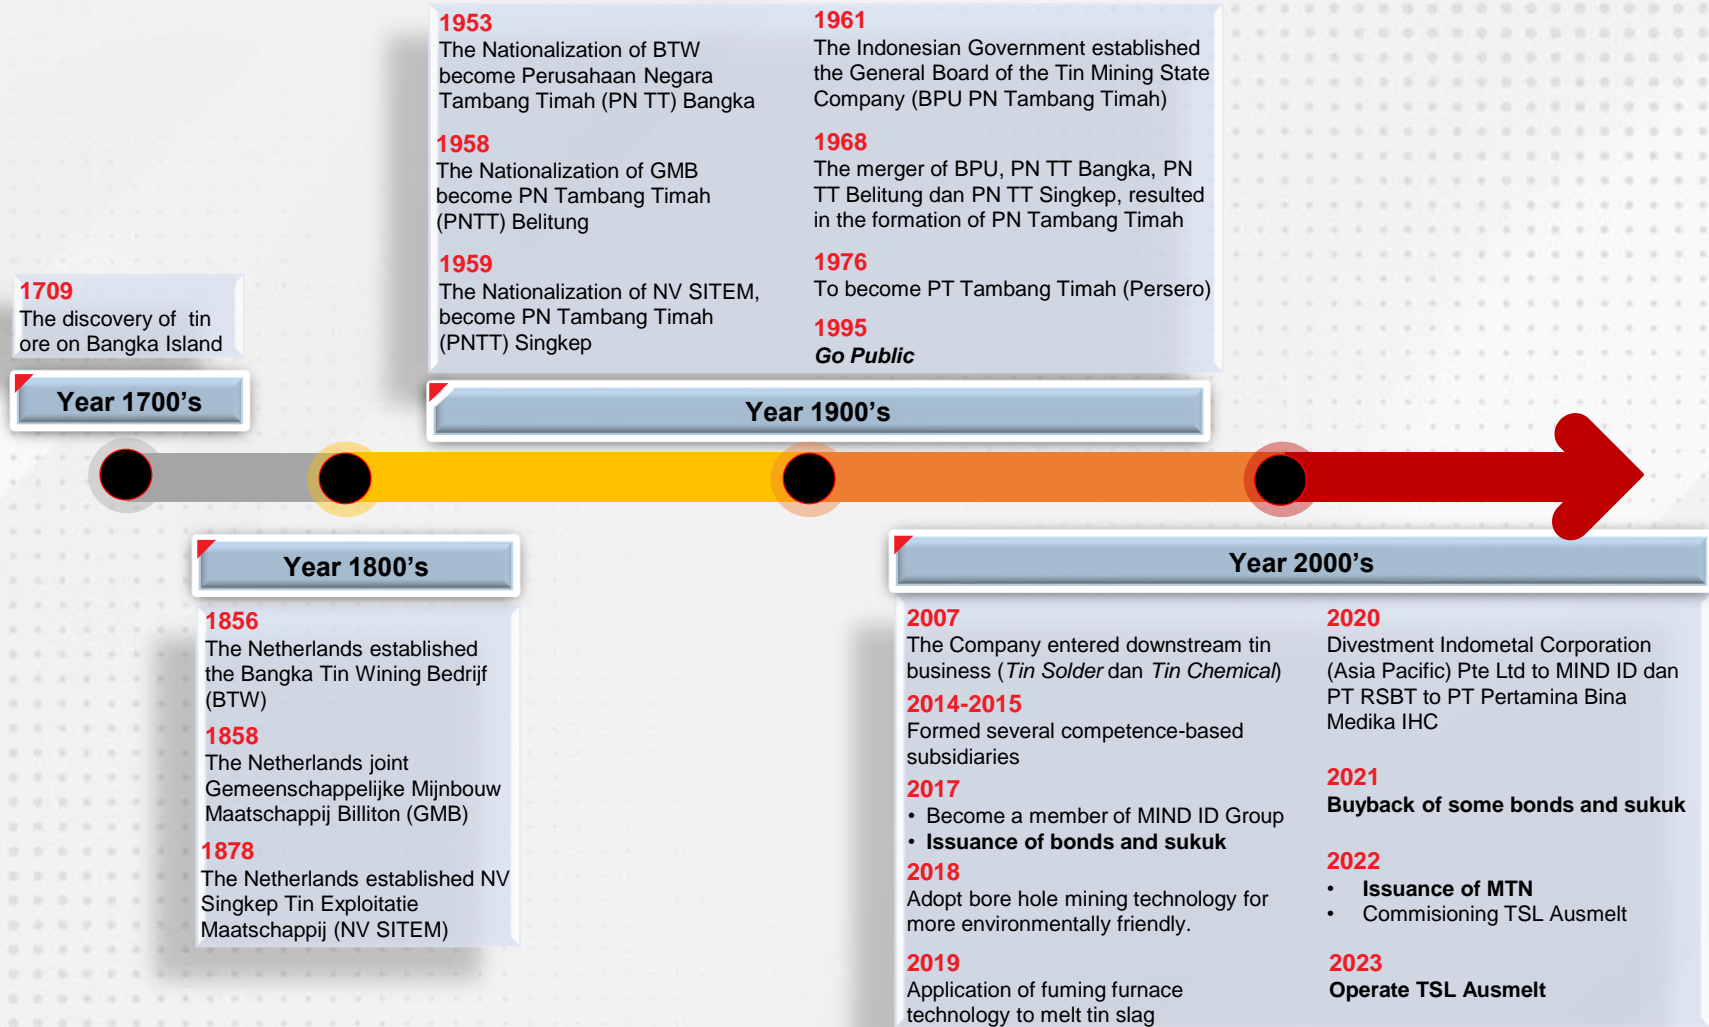 1709
The discovery of tin
ore on Bangka Island
Year 1700's
1856
The Netherlands established
the Bangka Tin Wining Bedrijf
(BTW)
1858
The Netherlands joint
Gemeenschappelijke Mijnbouw
Maatschappij Billiton (GMB)
1878
The Netherlands established NV
Singkep Tin Exploitatie
Maatschappij (NV SITEM)
Year 1800's
1953
The Nationalization of BTW
become Perusahaan Negara
Tambang Timah (PN TT) Bangka
1958
The Nationalization of GMB
become PN Tambang Timah
(PNTT) Belitung
1959
The Nationalization of NV SITEM,
become PN Tambang Timah
(PNTT) Singkep
1961
The Indonesian Government established
the General Board of the Tin Mining State
Company (BPU PN Tambang Timah)
1968
The merger of BPU, PN TT Bangka, PN
TT Belitung dan PN TT Singkep, resulted
in the formation of PN Tambang Timah
1976
To become PT Tambang Timah (Persero)
1995
Go Public
Year 1900's
Year 2000's
2007
The Company entered downstream tin
business (Tin Solder dan Tin Chemical)
2014-2015
Formed several competence-based
subsidiaries
2017
• Become a member of MIND ID Group
• Issuance of bonds and sukuk
2018
Adopt bore hole mining technology for
more environmentally friendly.
2019
Application of fuming furnace
technology to melt tin slag
2020
Divestment Indometal Corporation
(Asia Pacific) Pte Ltd to MIND ID dan
PT RSBT to PT Pertamina Bina
Medika IHC
2021
Buyback of some bonds and sukuk
2022
• Issuance of MTN
• Commisioning TSL Ausmelt
2023
Operate TSL Ausmelt